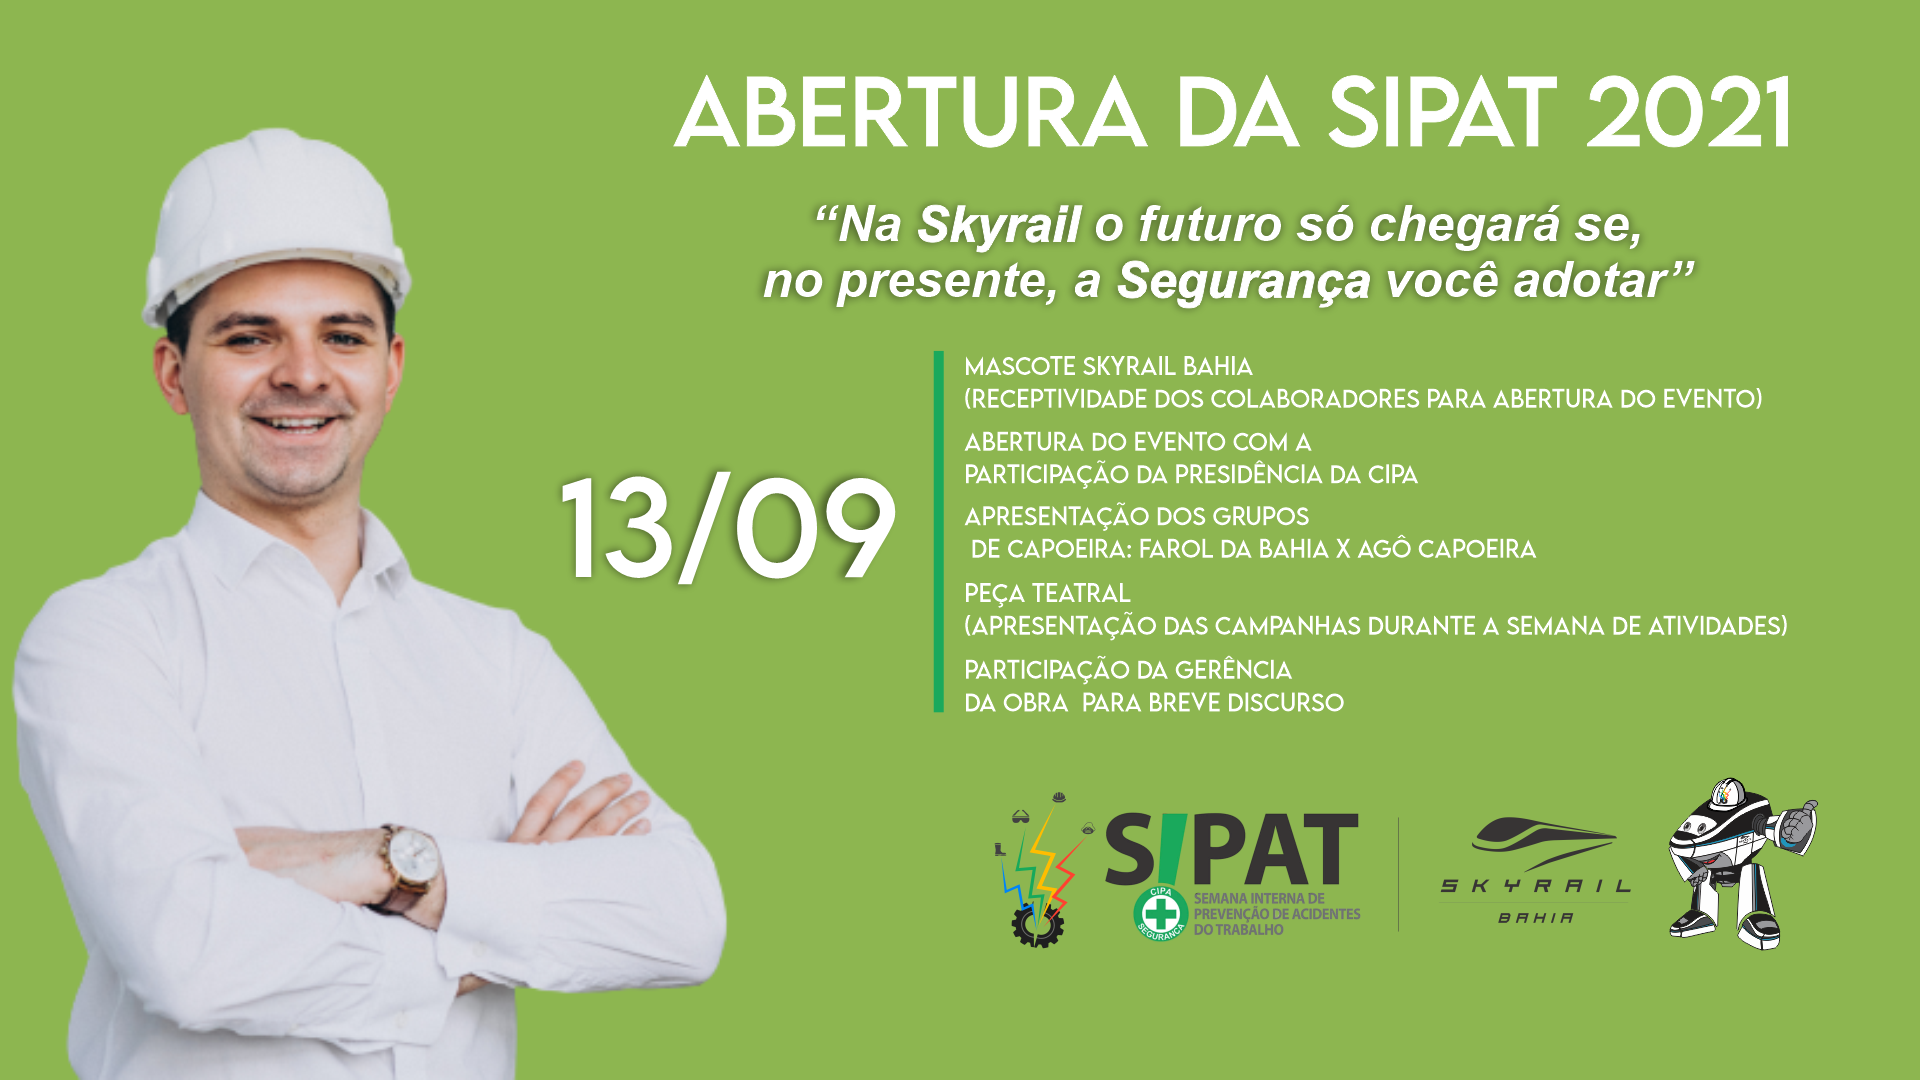 ABERTURA DA SIPAT 2021
“Na Skyrail o futuro só chegará se,
no presente, a Segurança você adotar”
13/09
MASCOTE SKYRAIL BAHIA
(RECEPTIVIDADE DOS COLABORADORES PARA ABERTURA DO EVENTO)
ABERTURA DO EVENTO COM A
PARTICIPAÇÃO DA PRESIDÊNCIA DA CIPA
APRESENTAÇÃO DOS GRUPOS
DE CAPOEIRA: FAROL DA BAHIA X AGÔ CAPOEIRA
PEÇA TEATRAL
(APRESENTAÇÃO DAS CAMPANHAS DURANTE A SEMANA DE ATIVIDADES)
PARTICIPAÇÃO DA GERÊNCIA
DA OBRA PARA BREVE DISCURSO
SIPAT
CIPA
SEGURANÇA
SEMANA INTERNA DE
PREVENÇÃO DE ACIDENTES
DO TRABALHO
SKYRAIL
BAHIA